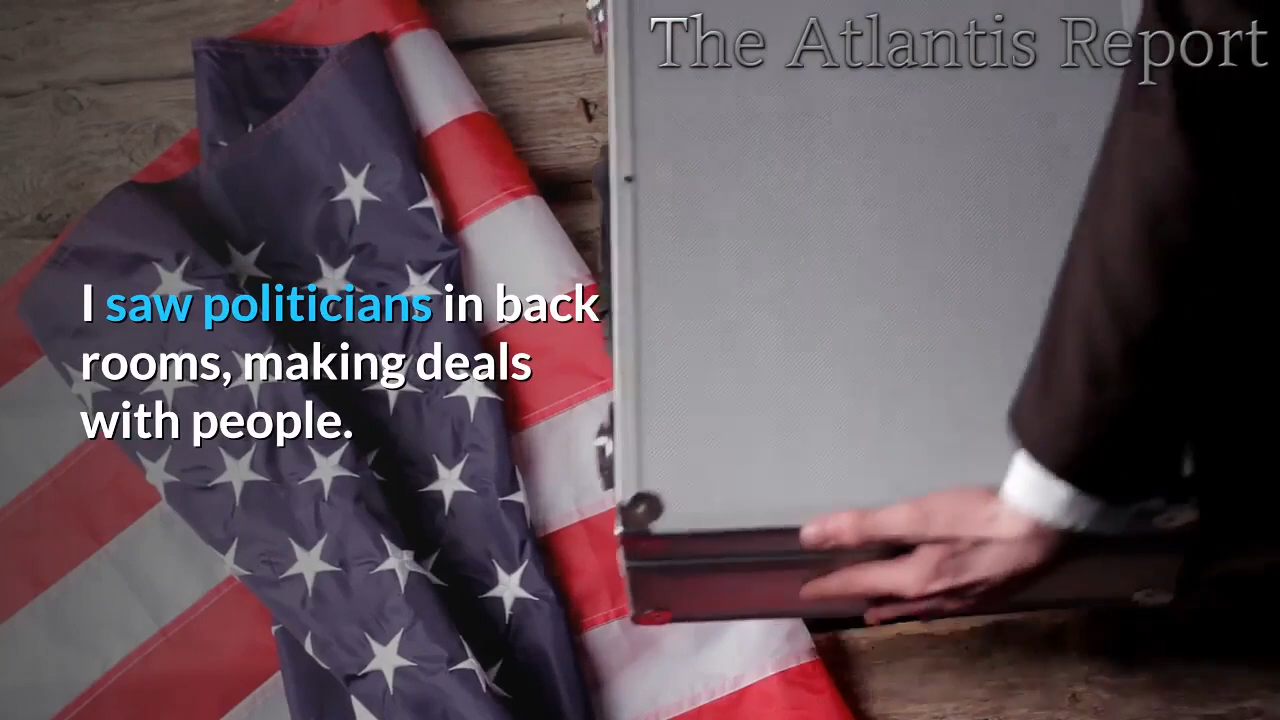 The Atlantis Report
I saw politicians in back
rooms, making deals
with people.